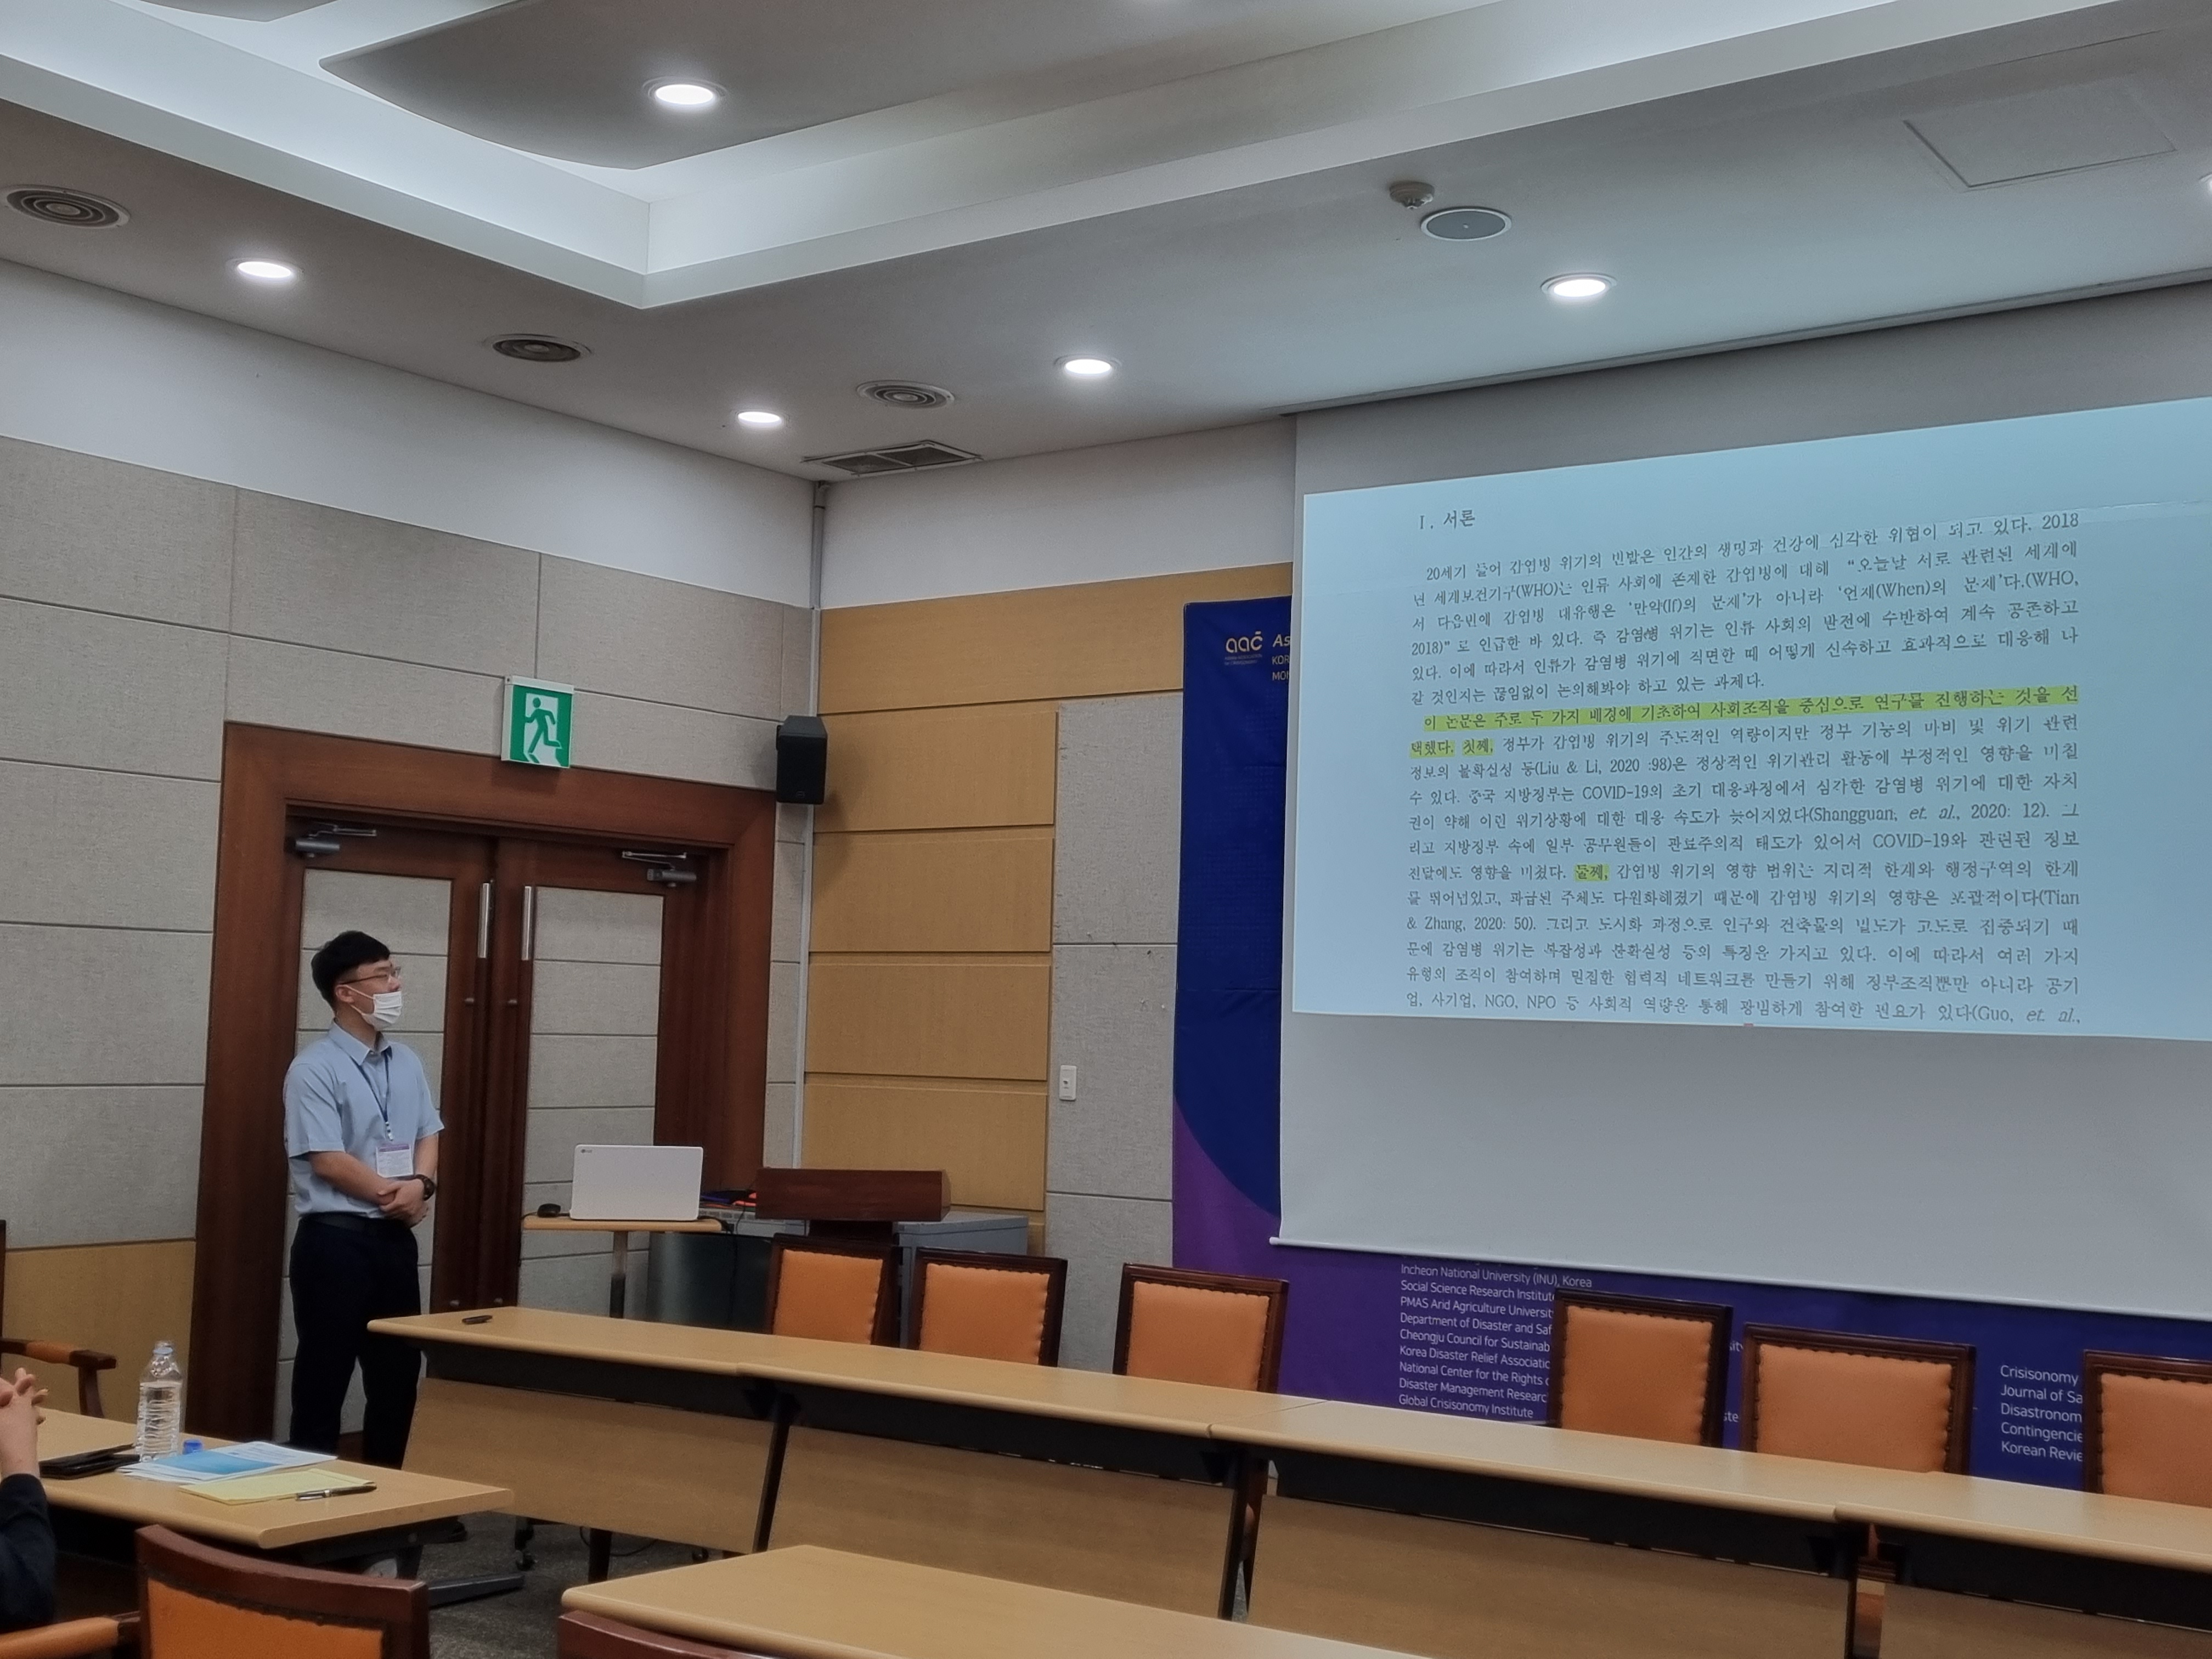 I. 서론
20세기 들어 감염병 위기의 빈발은 인간의 생명과 건강에 심각한 위협이 되고 있다. 2018
년 세계보건기구(WHO)는 인류 사회에 존재한 감염병에 대해 “오늘날 서로 관련된 세계에
서 다음번에 감염병 대유행은 ‘만약(If)의 문제’가 아니라 ‘언제(When)의 문제’다.(WHO,
2018)”로 언급한 바 있다. 즉 감염병 위기는 인류 사회의 발전에 수반하여 계속 공존하고
있다. 이에 따라서 인류가 감염병 위기에 직면한 때 어떻게 신속하고 효과적으로 대응해 나
갈 것인지는 끊임없이 논의해봐야 하고 있는 과제다.
이 논문은 주로 두 가지 배경에 기초하여 사회조직을 중심으로 연구를 진행하는 것을 선
택했다. 첫째, 정부가 감염병 위기의 주도적인 역량이지만 정부 기능의 마비 및 위기 관련
정보의 불확실성 등(Liu & Li, 2020 :98)은 정상적인 위기관리 활동에 부정적인 영향을 미칠
수 있다. 중국 지방정부는 COVID-19의 초기 대응과정에서 심각한 감염병 위기에 대한 자치
권이 약해 이런 위기상황에 대한 대응 속도가 늦어지었다(Shangguan, et. al., 2020: 12). 그
리고 지방정부 속에 일부 공무원들이 관료주의적 태도가 있어서 COVID-19와 관련된 정보
전달에도 영향을 미쳤다. 둘째, 감염병 위기의 영향 범위는 지리적 한계와 행정구역의 한계
를 뛰어넘었고, 파급된 주체도 다원화해졌기 때문에 감염병 위기의 영향은 포괄적이다(Tian
& Zhang, 2020: 50). 그리고 도시화 과정으로 인구와 건축물의 밀도가 고도로 집중되기 때
문에 감염병 위기는 복잡성과 불확실성 등의 특징을 가지고 있다. 이에 따라서 여러 가지
유형의 조직이 참여하며 밀집한 협력적 네트워크를 만들기 위해 정부조직뿐만 아니라 공기
업, 사기업, NGO, NPO 등 사회적 역량을 통해 광범하게 참여한 필요가 있다(Guo, et. al.,
aac As
KOR
MON
Incheon National University (INU), Korea
Social Science Research Institute
PMAS Arid Agriculture University
Department of Disaster and Saf
Cheongju Council for Sustainab
Korea Disaster Relief Associatio
National Center for the Rights
Disaster Management Researc
Global Crisisonomy Institute
Crisisonomy
Journal of Sa
Disastronom
Contingencie
Korean Revie